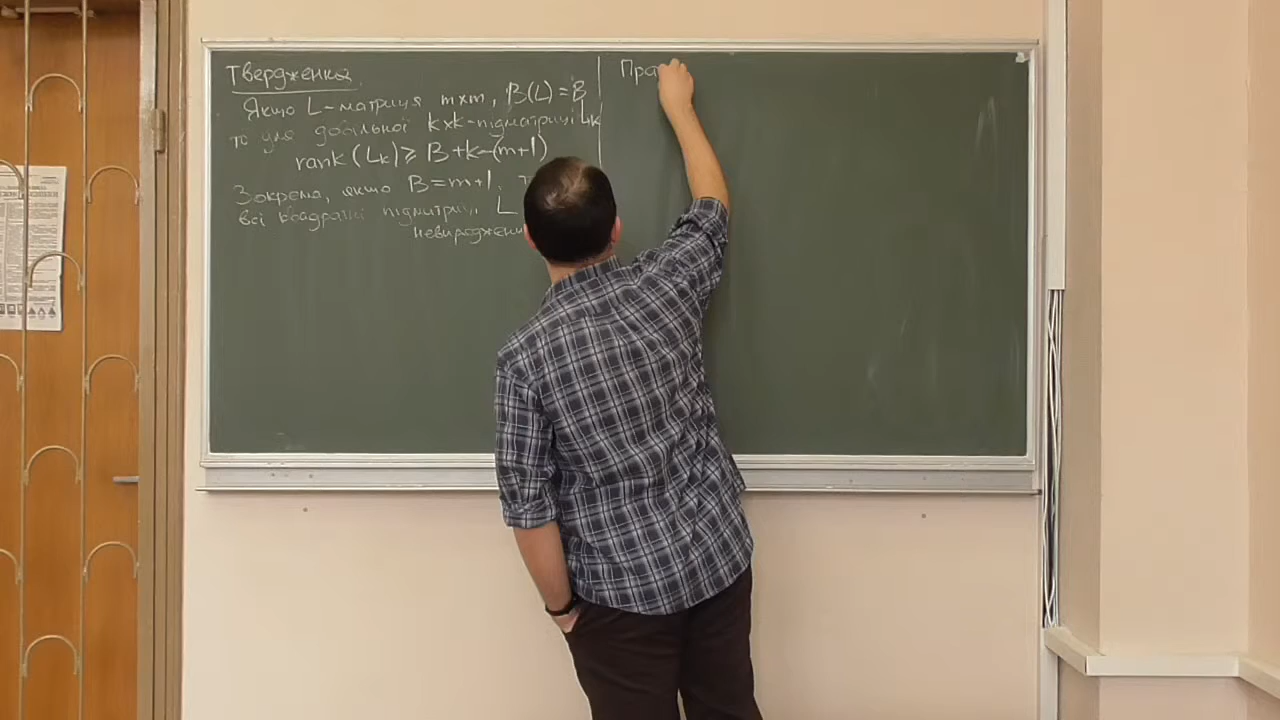 Твердження.
Якщо L-матриця m×m, B(L)=B
то для довільної k×k-підматриці Lk
rank(Lk) ≥ B+k-(m+1)
Зокрема, якщо B=m+1,
всі квадратні підматриці L
невироджені
Пра